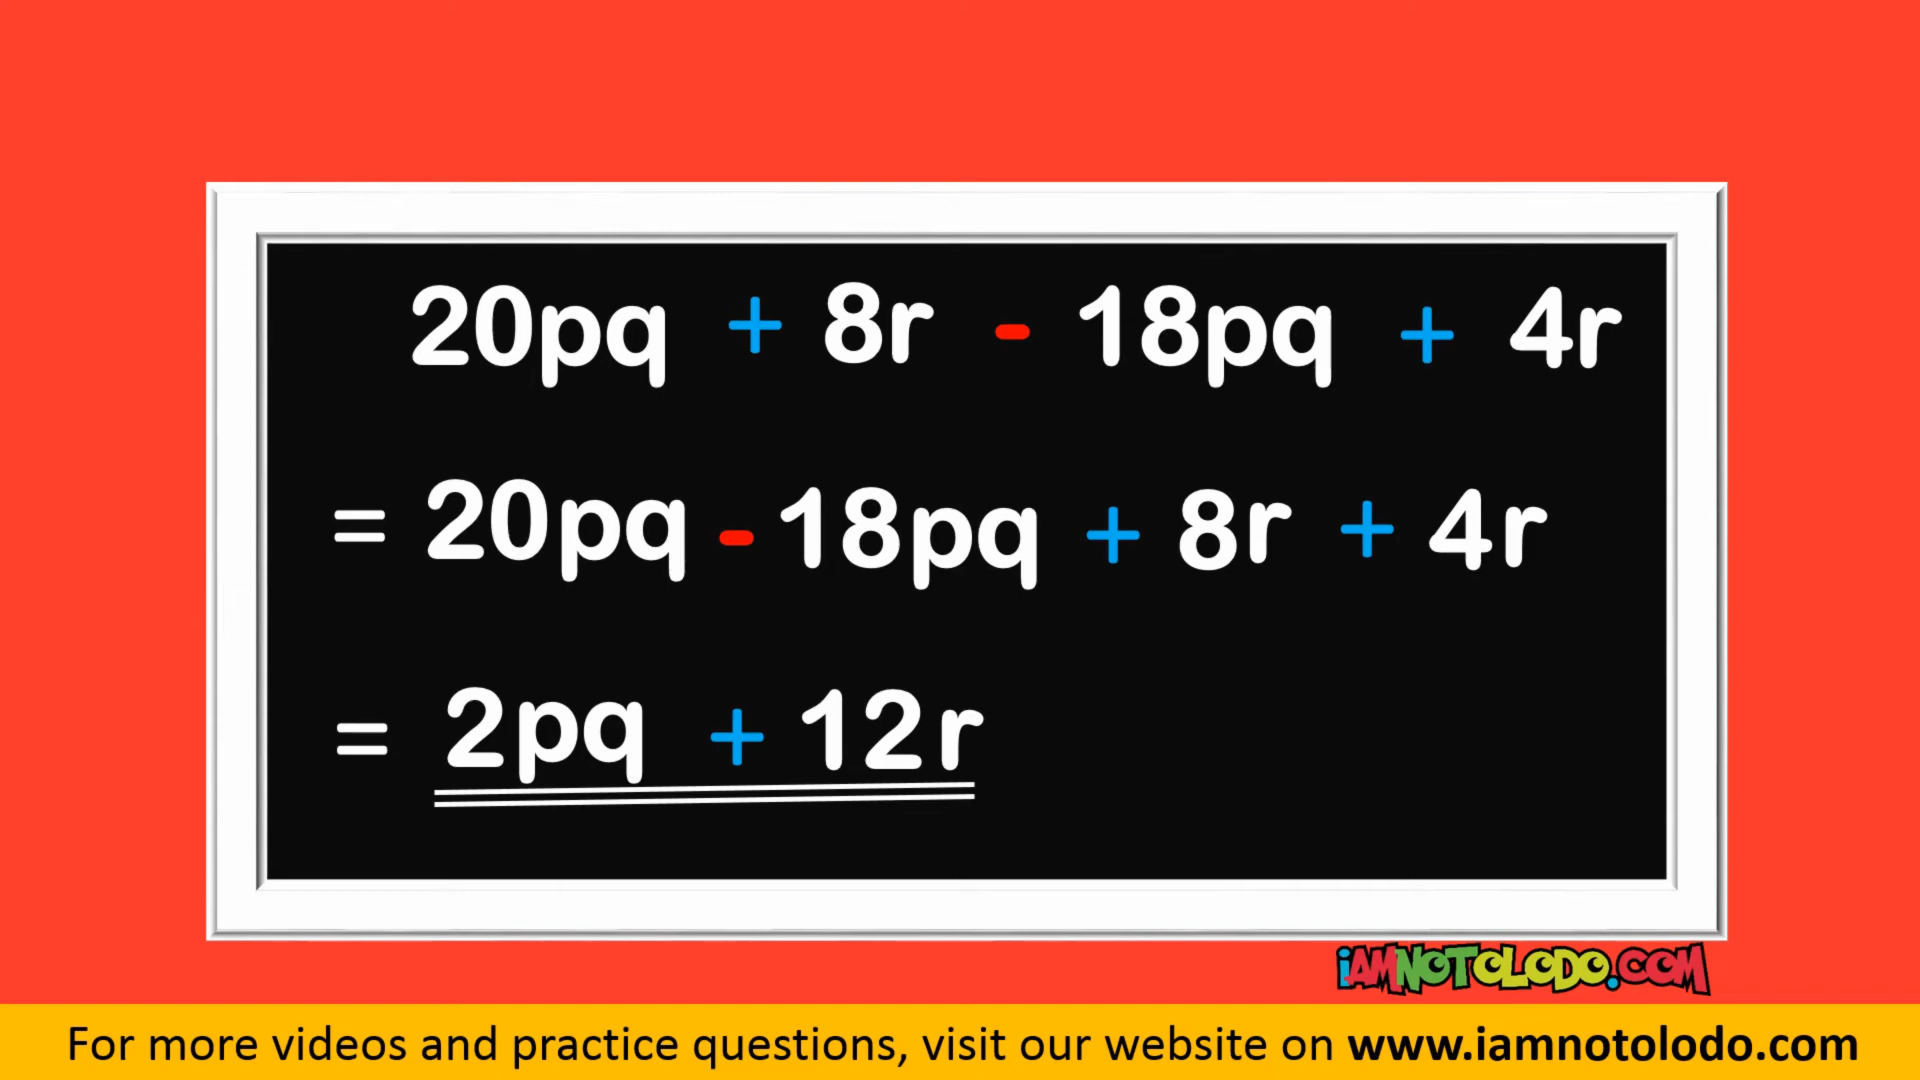 20pq + 8r - 18pq + 4r
= 20pq - 18pq + 8r + 4r
= 2pq + 12r
iAMNOTOLODO.COM
For more videos and practice questions, visit our website on www.iamnotolodo.com